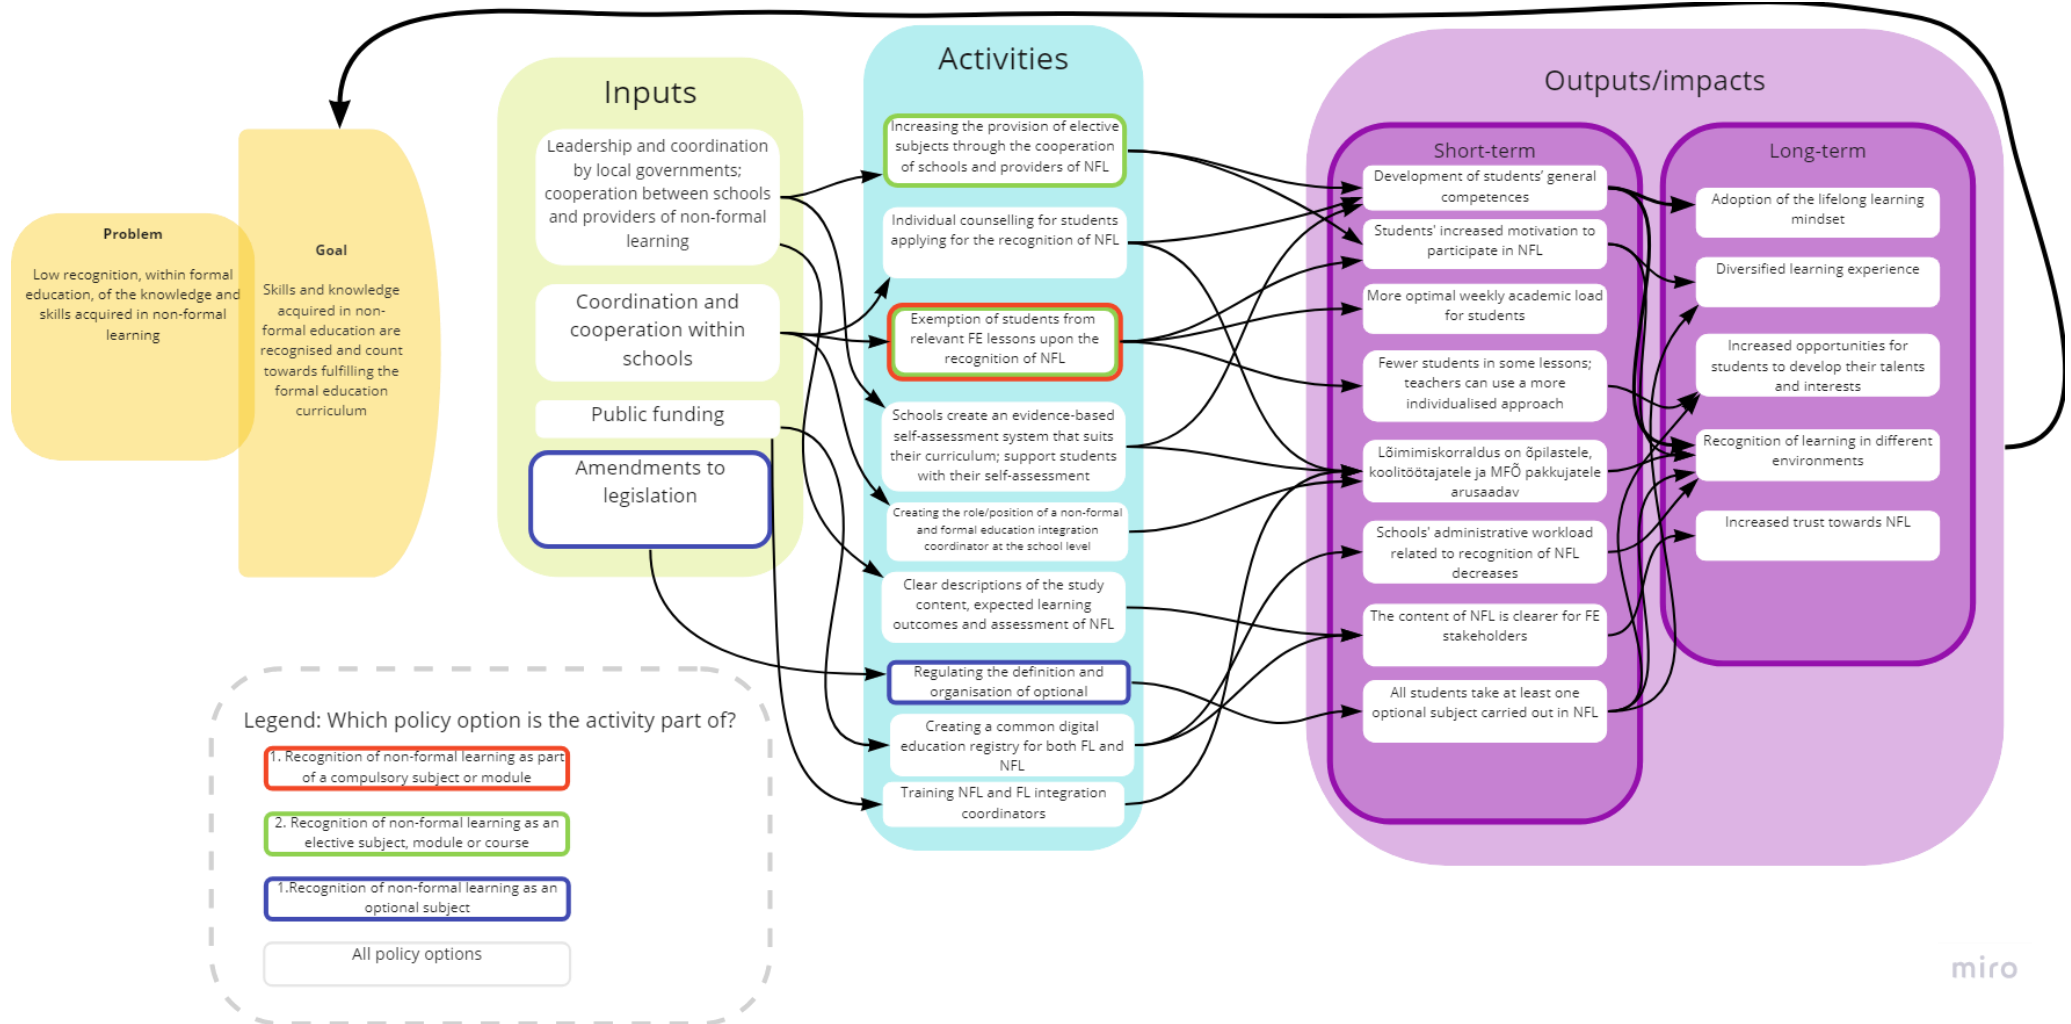 Problem
Low recognition, within formal
education, of the knowledge and
skills acquired in non-formal
learning
Goal
Skills and knowledge
acquired in non-
formal education are
recognised and count
towards fulfilling the
formal education
curriculum
Inputs
Leadership and coordination
by local governments;
cooperation between schools
and providers of non-formal
learning
Coordination and
cooperation within
schools
Public funding
Amendments to
legislation
Activities
Increasing the provision of elective
subjects through the cooperation
of schools and providers of NFL
Individual counselling for students
applying for the recognition of NFL
Exemption of students from
relevant FE lessons upon the
recognition of NFL
Schools create an evidence-based
self-assessment system that suits
their curriculum; support students
with their self-assessment
Creating the role/position of a non-formal
and formal education integration
coordinator at the school level
Clear descriptions of the study
content, expected learning
outcomes and assessment of NFL
Regulating the definition and
organisation of optional
Creating a common digital
education registry for both FL and
NFL
Training NFL and FL integration
coordinators
Outputs/impacts
Short-term
Development of students’ general
competences
Students' increased motivation to
participate in NFL
More optimal weekly academic load
for students
Fewer students in some lessons;
teachers can use a more
individualised approach
Lõimimiskorraldus on õpilastele,
koolitöötajatele ja MFÕ pakkujatele
arusaadav
Schools' administrative workload
related to recognition of NFL
decreases
The content of NFL is clearer for FE
stakeholders
All students take at least one
optional subject carried out in NFL
Long-term
Adoption of the lifelong learning
mindset
Diversified learning experience
Increased opportunities for
students to develop their talents
and interests
Recognition of learning in different
environments
Increased trust towards NFL
Legend: Which policy option is the activity part of?
1. Recognition of non-formal learning as part
of a compulsory subject or module
2. Recognition of non-formal learning as an
elective subject, module or course
1.Recognition of non-formal learning as an
optional subject
All policy options
miro